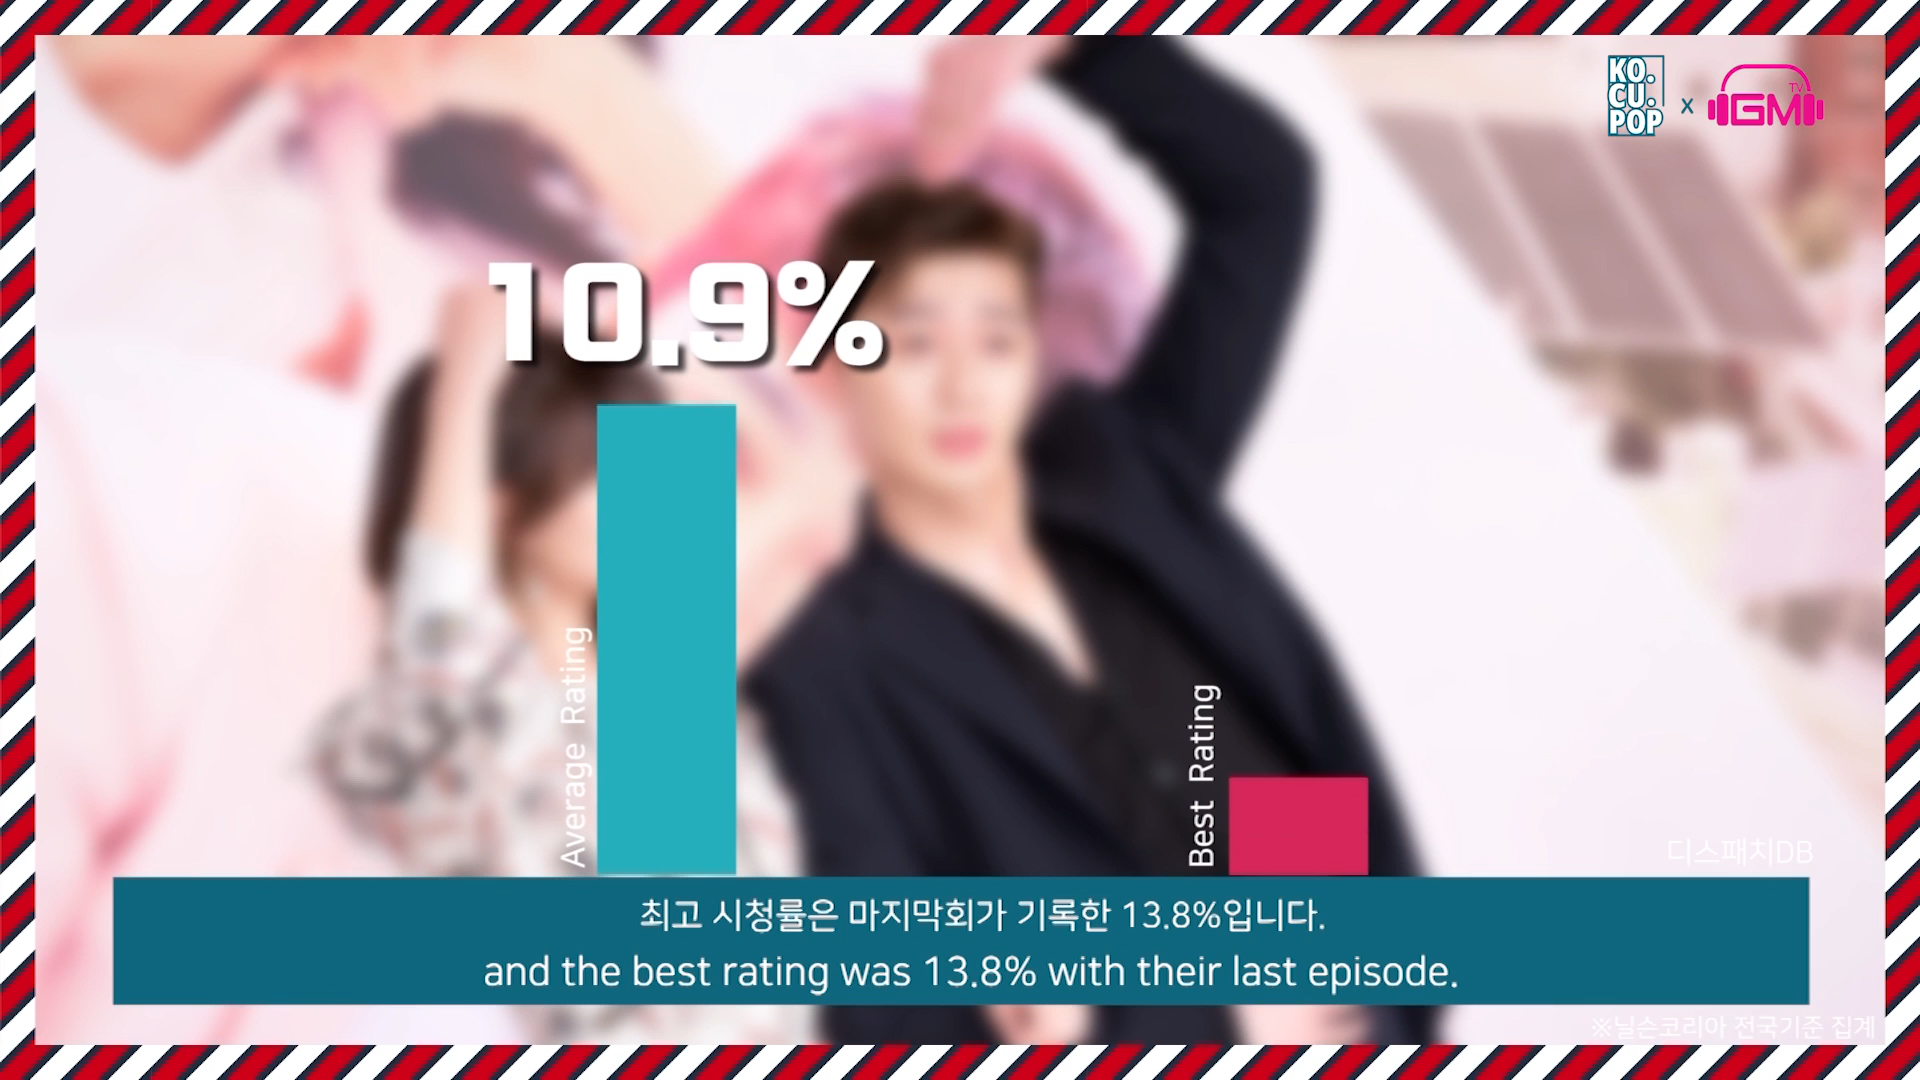 KO.
CU.
POP
x
GM
TV
10.9%
Average Rating
Best Rating
디스패치DB
최고 시청률은 마지막회가 기록한 13.8%입니다.
and the best rating was 13.8% with their last episode.
※닐슨코리아 전국기준 집계